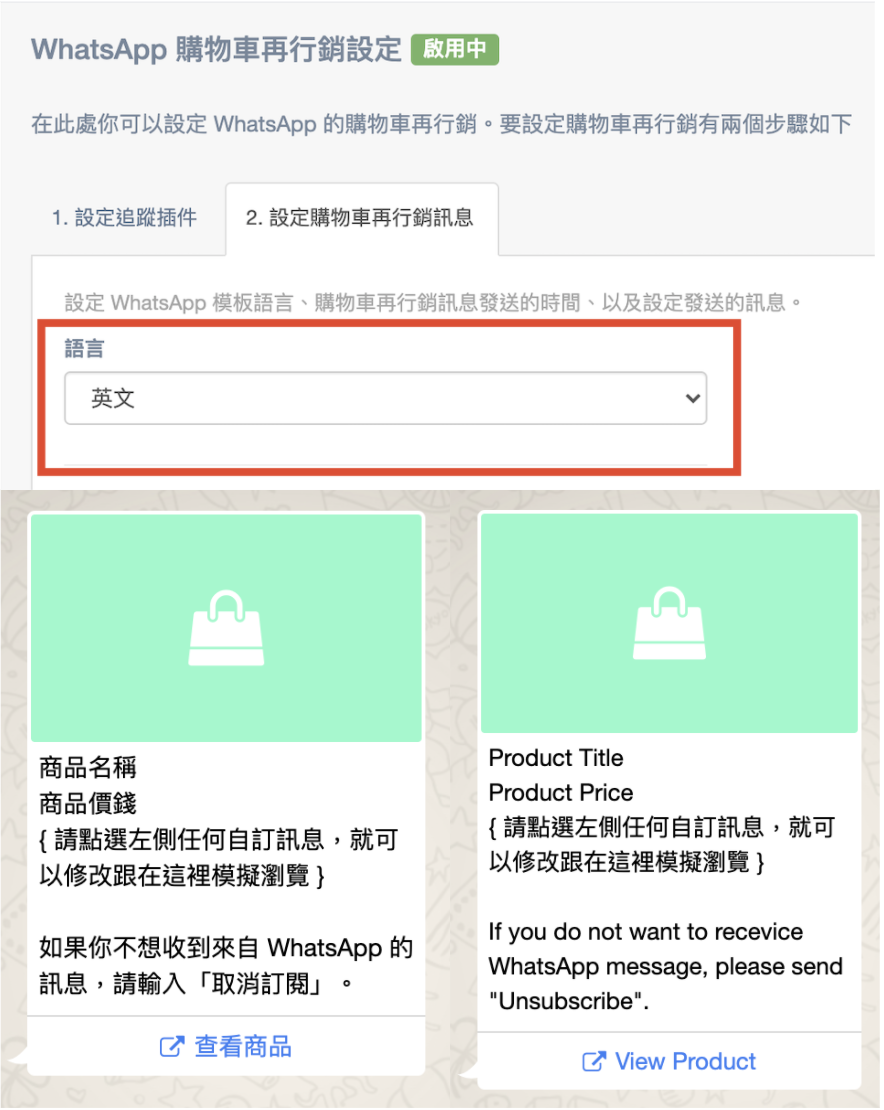 WhatsApp 購物車再行銷設定 啟用中
在此處你可以設定 WhatsApp 的購物車再行銷。要設定購物車再行銷有兩個步驟如下
1. 設定追蹤插件
2. 設定購物車再行銷訊息
設定 WhatsApp 模板語言、購物車再行銷訊息發送的時間、以及設定發送的訊息。
語言
英文
商品名稱
商品價錢
{ 請點選左側任何自訂訊息，就可
以修改跟在這裡模擬瀏覽 }
如果你不想收到來自 WhatsApp 的
訊息，請輸入「取消訂閱」。
查看商品
Product Title
Product Price
{ 請點選左側任何自訂訊息，就可
以修改跟在這裡模擬瀏覽 }
If you do not want to recevice
WhatsApp message, please send
"Unsubscribe".
View Product